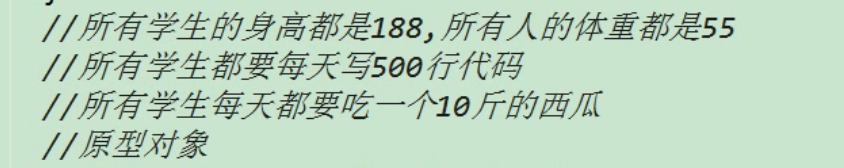 //所有学生的身高都是188,所有人的体重都是55
//所有学生都要每天写500行代码
//所有学生每天都要吃一个10斤的西瓜
//原型对象